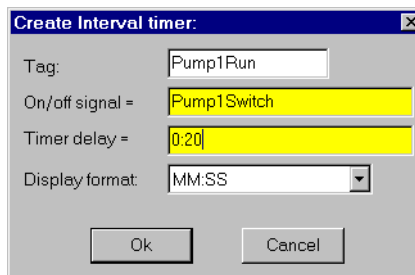 Create Interval timer:
Tag: Pump1Run
On/off signal = Pump1Switch
Timer delay = 0:20
Display format: MM:SS
Ok Cancel